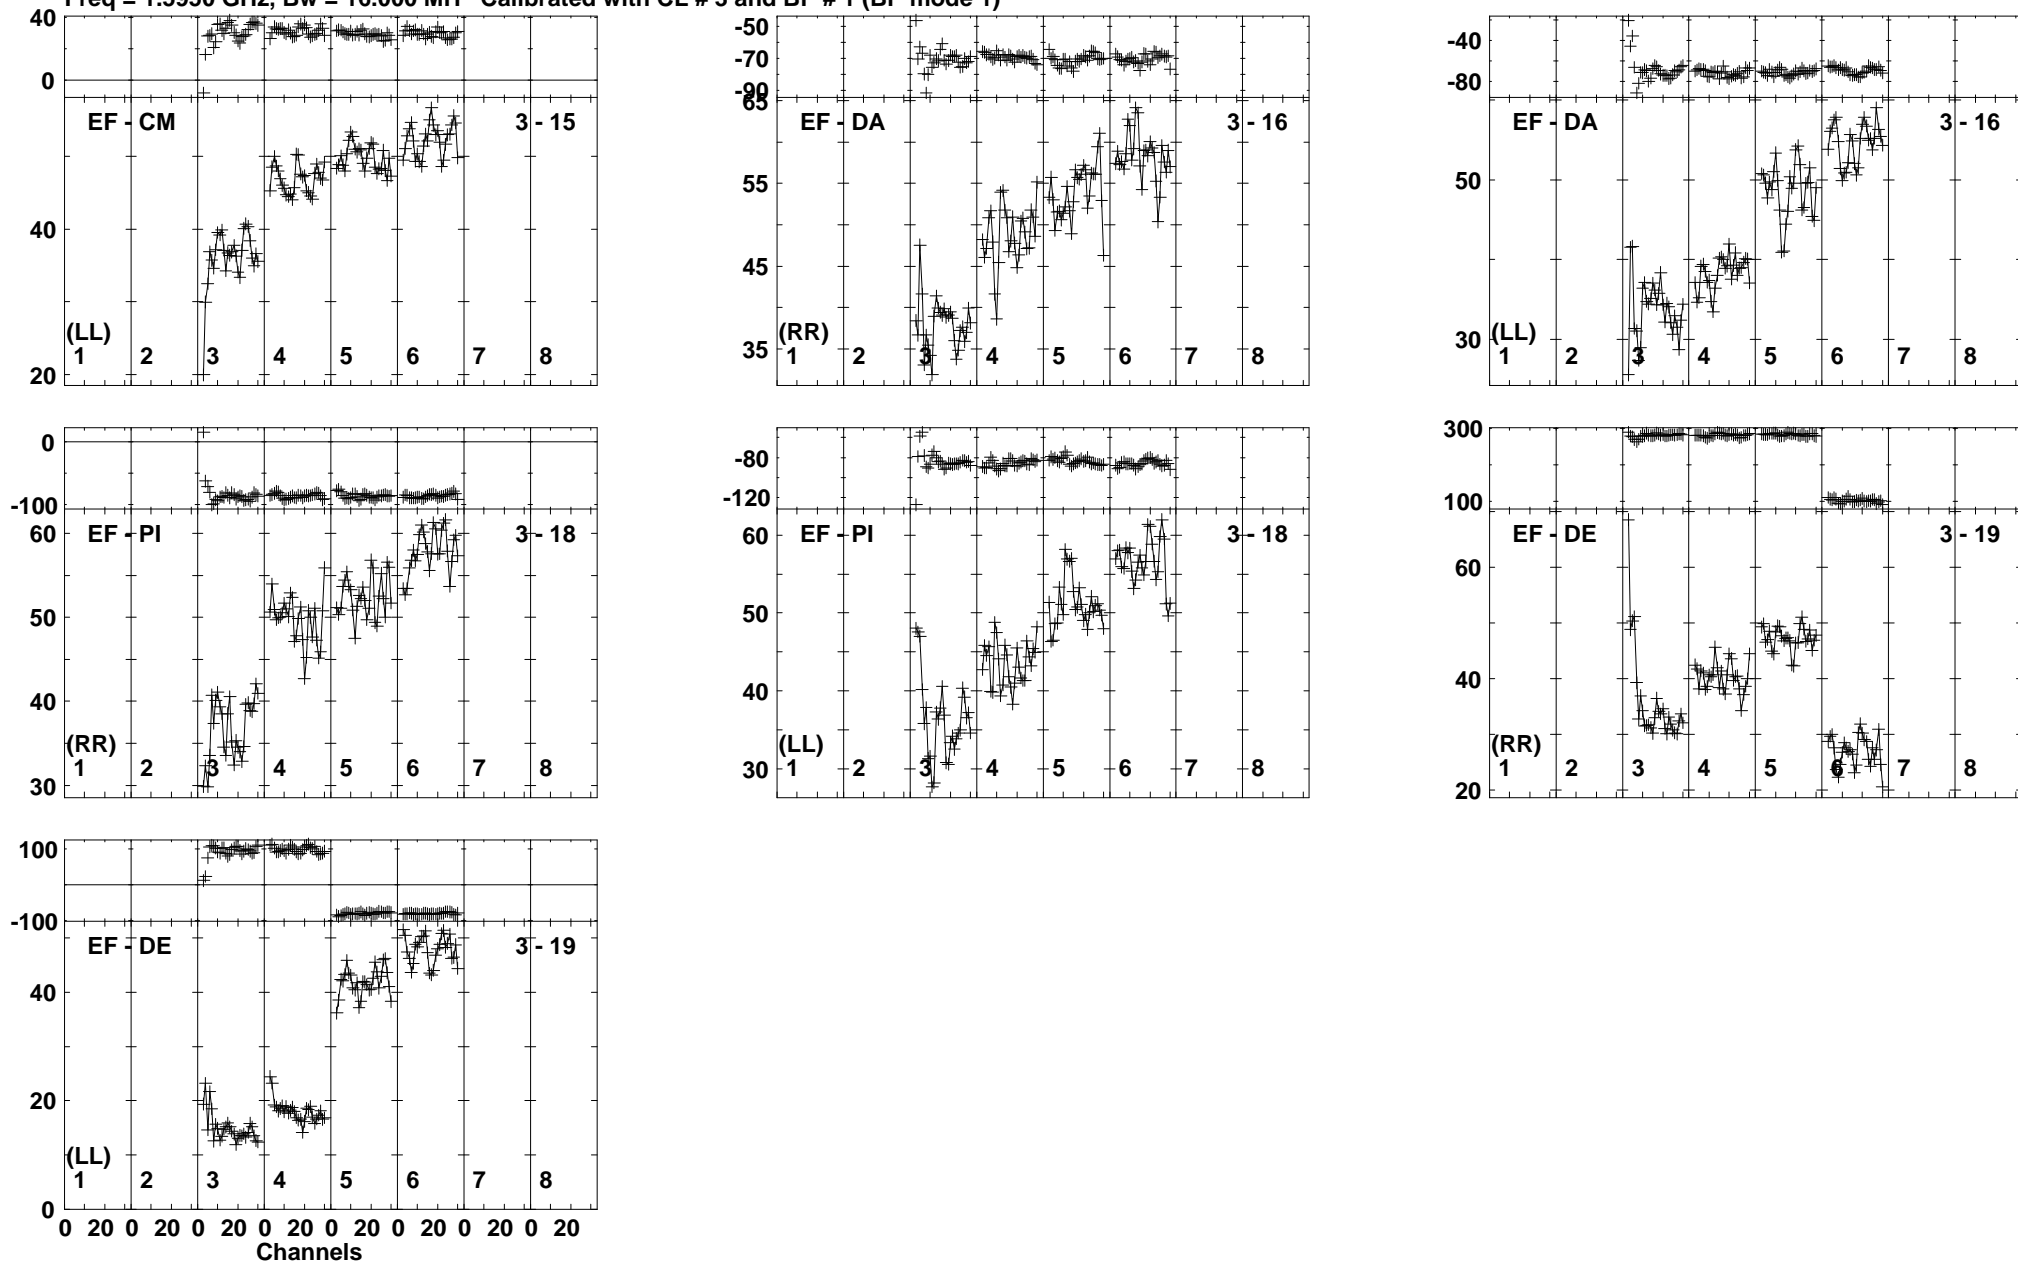 Freq = 1.5950 GHz, Bw = 16.000 MH Calibrated with CL # 3 and BP # 1 (BP mode 1)
40
0
EF - CM 3 - 15
40
(LL)
1 2 3 4 5 6 7 8
20
-50
-70
-90
65
EF - DA 3 - 16
55
45
35
(RR)
1 2 3 4 5 6 7 8
-40
-80
EF - DA 3 - 16
50
30
(LL)
1 2 3 4 5 6 7 8
0
-100
60
EF - PI 3 - 18
50
40
(RR)
1 2 3 4 5 6 7 8
30
-80
-120
60
EF - PI 3 - 18
50
40
(LL)
30
1 2 3 4 5 6 7 8
300
100
EF - DE 3 - 19
60
40
(RR)
1 2 3 4 5 6 7 8
20
100
-100
EF - DE 3 - 19
40
20
(LL)
1 2 3 4 5 6 7 8
0
0 20 0 20 0 20 0 20 0 20 0 20 0 20 0 20
Channels